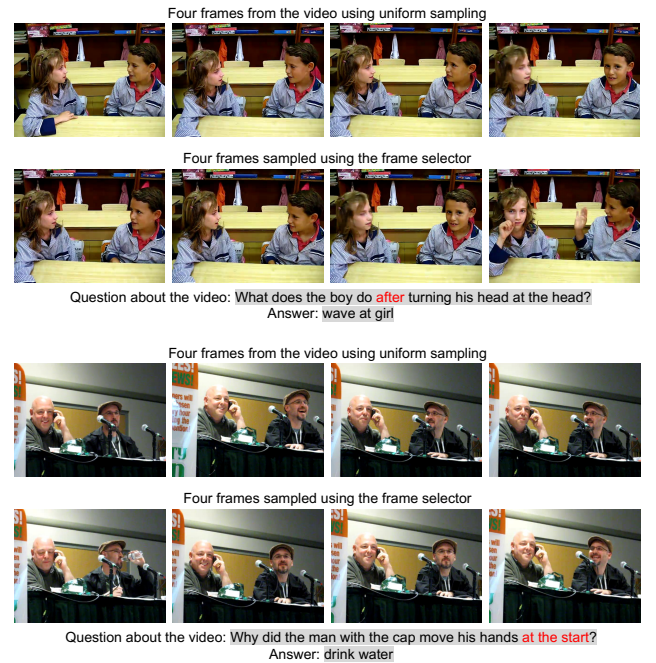 Four frames from the video using uniform sampling
Four frames sampled using the frame selector
Question about the video: What does the boy do after turning his head at the head?
Answer: wave at girl
Four frames from the video using uniform sampling
Four frames sampled using the frame selector
Question about the video: Why did the man with the cap move his hands at the start?
Answer: drink water